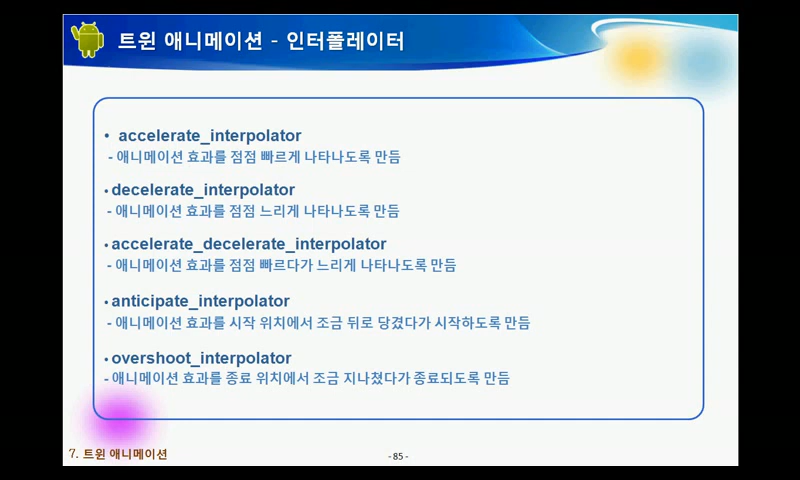 트윈 애니메이션 - 인터폴레이터
• accelerate_interpolator
- 애니메이션 효과를 점점 빠르게 나타나도록 만듬
• decelerate_interpolator
- 애니메이션 효과를 점점 느리게 나타나도록 만듬
• accelerate_decelerate_interpolator
- 애니메이션 효과를 점점 빠르다가 느리게 나타나도록 만듬
• anticipate_interpolator
- 애니메이션 효과를 시작 위치에서 조금 뒤로 당겼다가 시작하도록 만듬
• overshoot_interpolator
- 애니메이션 효과를 종료 위치에서 조금 지나쳤다가 종료되도록 만듬
7. 트윈 애니메이션
- 85 -